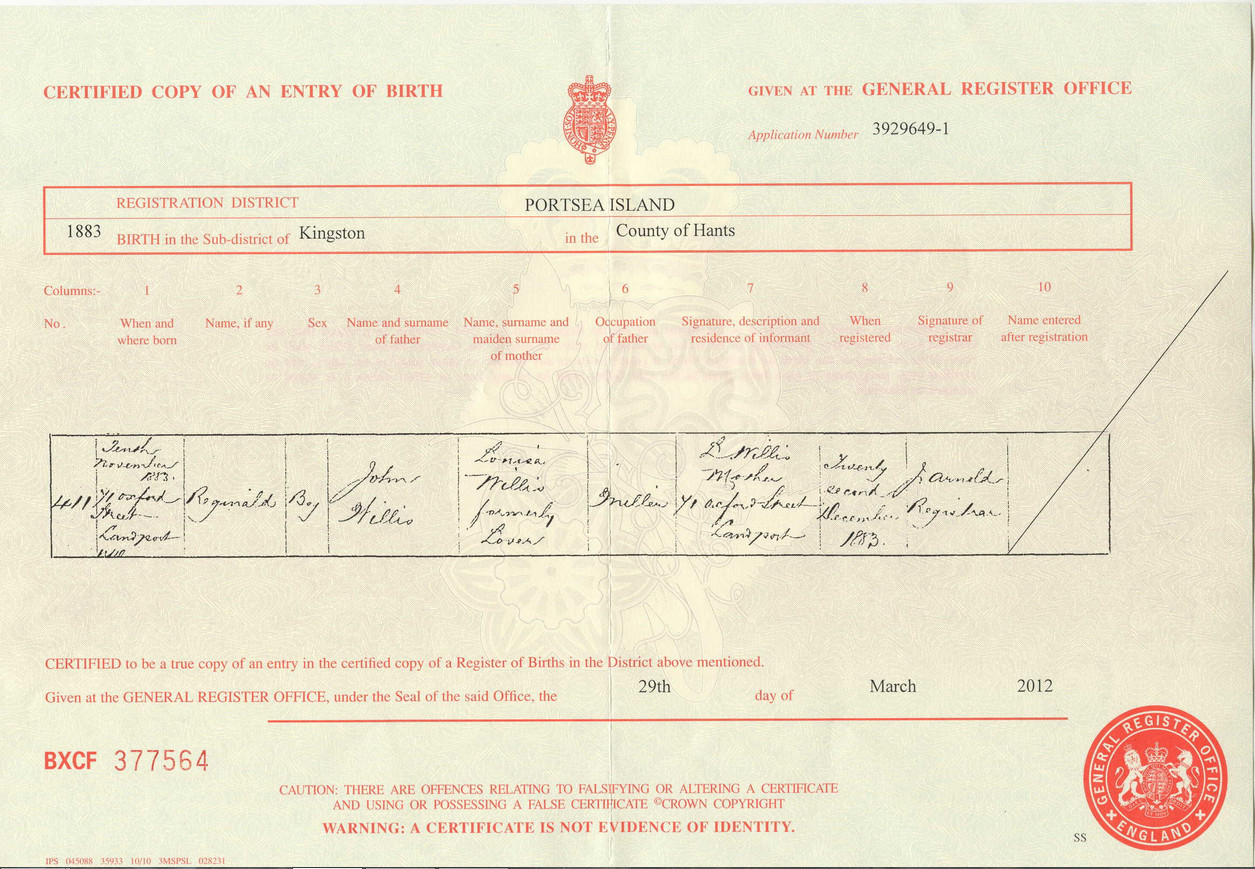 CERTIFIED COPY OF AN ENTRY OF BIRTH
GIVEN AT THE GENERAL REGISTER OFFICE
Application Number 3929649-1
REGISTRATION DISTRICT PORTSEA ISLAND
1883 BIRTH in the Sub-district of Kingston in the County of Hants
Columns:- 1 2 3 4 5 6 7 8 9 10
No. When and Name, if any Sex Name and surname Name, surname and Occupation Signature, description and When Signature of Name entered
where born of father maiden surname of father residence of informant registered registrar after registration
of mother
411
Tenth
November
1883.
71 Oxford
Street
Landport
Reginald
Boy
John
Willis
Louisa
Willis
formerly
Lover
Miller
L Willis
Mother
71 Oxford Street
Landport
Twenty
second
December
1883.
J Arnold
Registrar
CERTIFIED to be a true copy of an entry in the certified copy of a Register of Births in the District above mentioned.
Given at the GENERAL REGISTER OFFICE, under the Seal of the said Office, the 29th day of March 2012
BXCF 377564
CAUTION: THERE ARE OFFENCES RELATING TO FALSIFYING OR ALTERING A CERTIFICATE
AND USING OR POSSESSING A FALSE CERTIFICATE ©CROWN COPYRIGHT
WARNING: A CERTIFICATE IS NOT EVIDENCE OF IDENTITY.
GENERAL REGISTER OFFICE
ENGLAND
SS
IPS 045088 35933 10/10 3MSPSL 028231